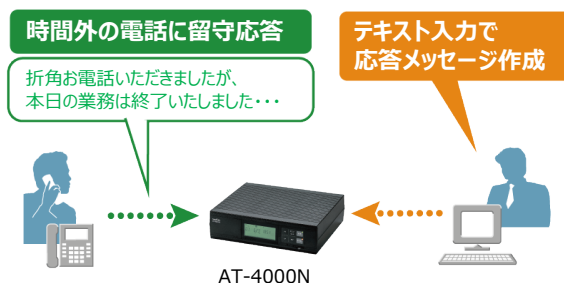 時間外の電話に留守応答
折角お電話いただきましたが、
本日の業務は終了いたしました・・・
テキスト入力で
応答メッセージ作成
AT-4000N